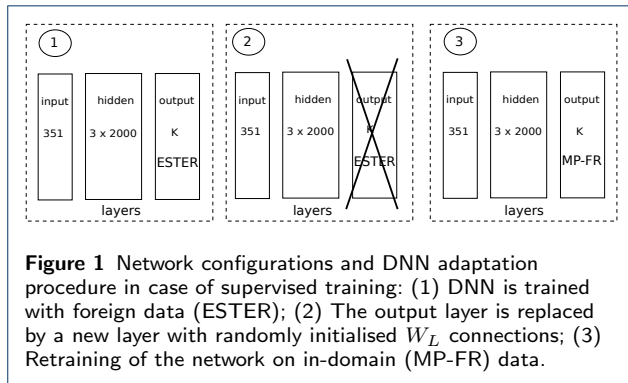 1
input
351
hidden
3 x 2000
output
K
ESTER
layers
2
input
351
hidden
3 x 2000
output
K
ESTER
layers
3
input
351
hidden
3 x 2000
output
K
MP-FR
layers
Figure 1 Network configurations and DNN adaptation
procedure in case of supervised training: (1) DNN is trained
with foreign data (ESTER); (2) The output layer is replaced
by a new layer with randomly initialised W_L connections; (3)
Retraining of the network on in-domain (MP-FR) data.